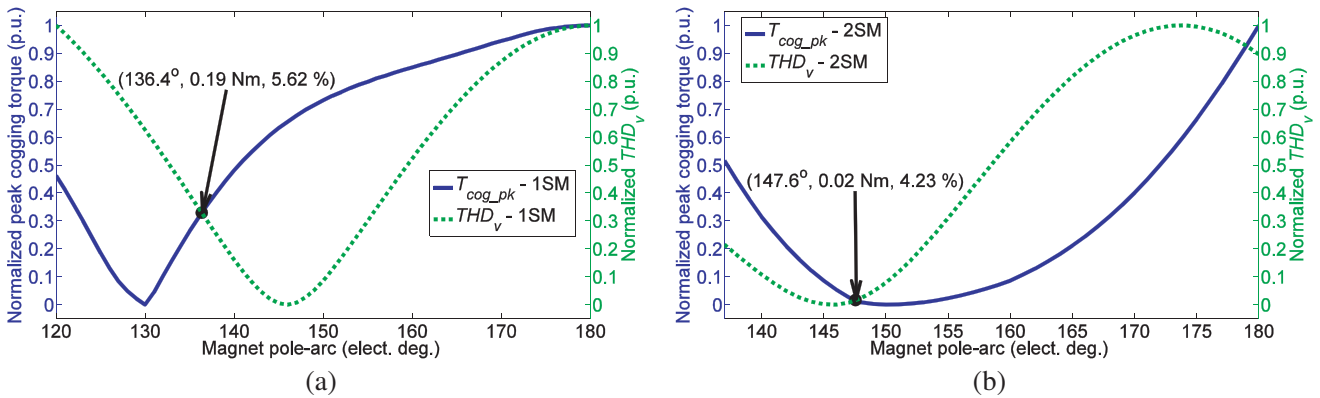 Normalized peak cogging torque (p.u.)
1
0.9
0.8
0.7
0.6
0.5
0.4
0.3
0.2
0.1
0
(136.4°, 0.19 Nm, 5.62 %)
T_cog_pk - 1SM
THD_v - 1SM
1
0.9
0.8
0.7
0.6
0.5
0.4
0.3
0.2
0.1
0
Normalized THD_v (p.u.)
120 130 140 150 160 170 180
Magnet pole-arc (elect. deg.)
(a)
Normalized peak cogging torque (p.u.)
1
0.9
0.8
0.7
0.6
0.5
0.4
0.3
0.2
0.1
0
T_cog_pk - 2SM
THD_v - 2SM
(147.6°, 0.02 Nm, 4.23 %)
1
0.9
0.8
0.7
0.6
0.5
0.4
0.3
0.2
0.1
0
Normalized THD_v (p.u.)
140 145 150 155 160 165 170 175 180
Magnet pole-arc (elect. deg.)
(b)